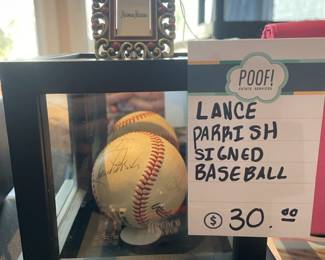 POOF!
ESTATE SERVICES
LANCE
PARRISH
SIGNED
BASEBALL
$ 30.00